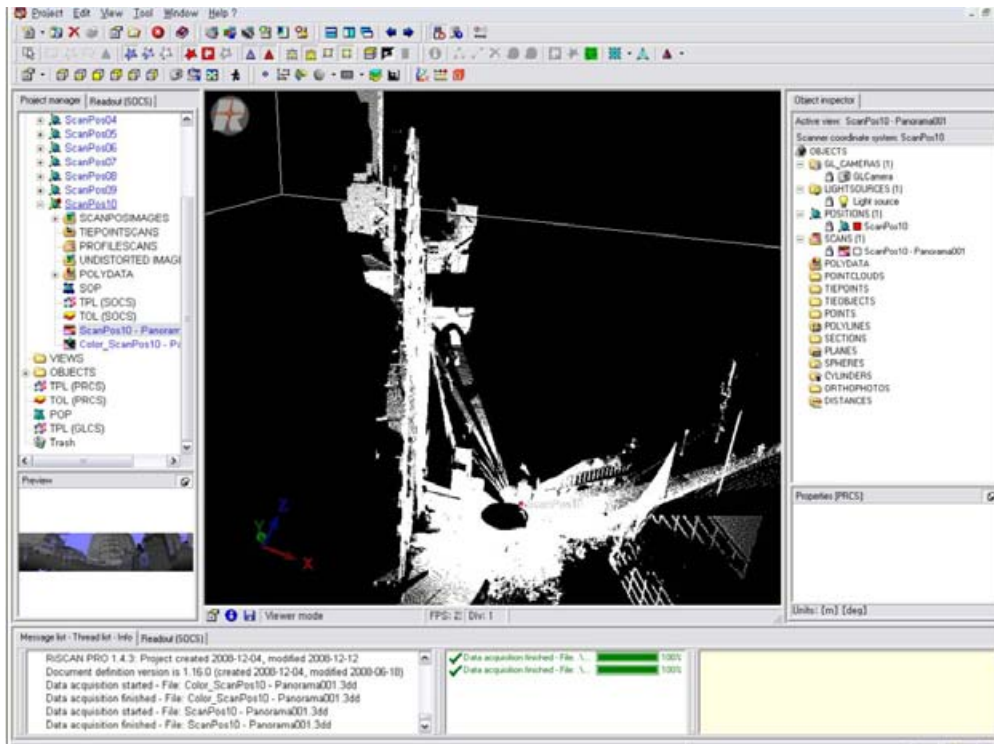 Project Edit View Tool Window Help ?
Project manager Readout (SOCS)
ScanPos04
ScanPos05
ScanPos06
ScanPos07
ScanPos08
ScanPos09
ScanPos10
SCANPOSIMAGES
TIEPOINTSCANS
PROFILESCANS
UNDISTORTED IMAGI
POLYDATA
SOP
TPL (SOCS)
TOL (SOCS)
ScanPos10 - Panoram
Color_ScanPos10 - Pa
VIEWS
OBJECTS
TPL (PRCS)
TOL (PRCS)
POP
TPL (GLCS)
Trash
Preview
ScanPos10
Z
Y
X
Viewer mode
FPS: 2 Div: 1
Object inspector
Active view: ScanPos10 - Panorama001
Scanner coordinate system: ScanPos10
OBJECTS
GL_CAMERAS (1)
GLCamera
LIGHTSOURCES (1)
Light source
POSITIONS (1)
ScanPos10
SCANS (1)
ScanPos10 - Panorama001
POLYDATA
POINTCLOUDS
TIEPOINTS
TIEOBJECTS
POINTS
POLYLINES
SECTIONS
PLANES
SPHERES
CYLINDERS
ORTHOPHOTOS
DISTANCES
Properties [PRCS]
Units: [m] [deg]
Message list - Thread list - Info Readout (SOCS)
RiSCAN PRO 1.4.3: Project created 2008-12-04, modified 2008-12-12
Document definition version is 1.16.0 (created 2008-12-04, modified 2008-06-18)
Data acquisition started - File: Color_ScanPos10 - Panorama001.3dd
Data acquisition finished - File: Color_ScanPos10 - Panorama001.3dd
Data acquisition started - File: ScanPos10 - Panorama001.3dd
Data acquisition finished - File: ScanPos10 - Panorama001.3dd
Data acquisition finished - File: \... 100%
Data acquisition finished - File: \... 100%